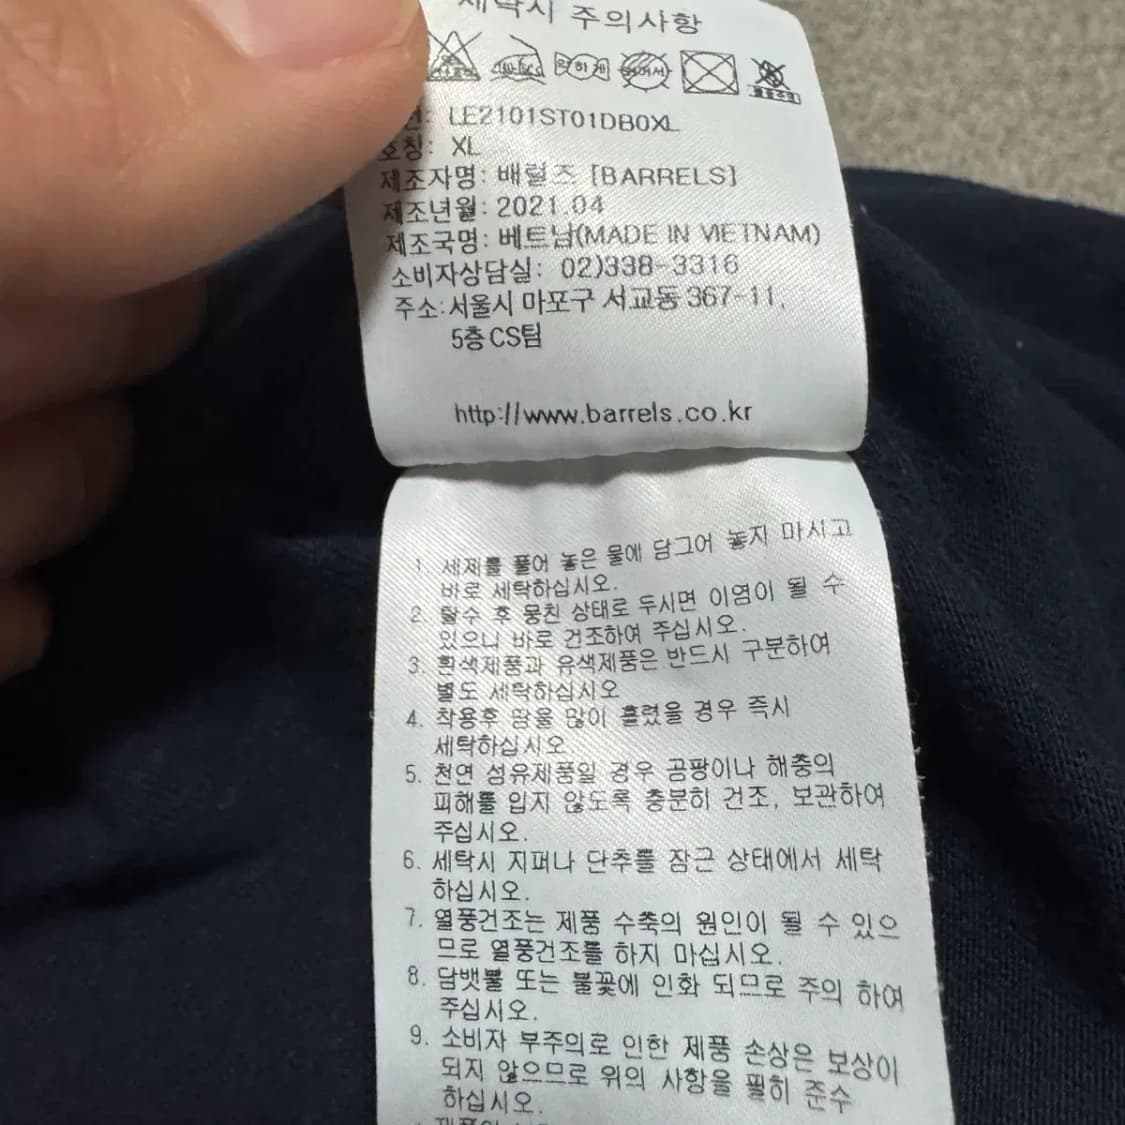 세탁시 주의사항
약하게
LE2101ST01DB0XL
호칭: XL
제조자명: 배럴즈 [BARRELS]
제조년월: 2021.04
제조국명: 베트남(MADE IN VIETNAM)
소비자상담실: 02)338-3316
주소:서울시 마포구 서교동 367-11,
5층 CS팀
http://www.barrels.co.kr
1. 세제를 풀어 놓은 물에 담그어 놓지 마시고
바로 세탁하십시오.
2. 탈수 후 뭉친 상태로 두시면 이염이 될 수
있으니 바로 건조하여 주십시오.
3. 흰색제품과 유색제품은 반드시 구분하여
별도 세탁하십시오
4. 착용후 땀을 많이 흘렸을 경우 즉시
세탁하십시오
5. 천연 섬유제품일 경우 곰팡이나 해충의
피해를 입지 않도록 충분히 건조, 보관하여
주십시오.
6. 세탁시 지퍼나 단추를 잠근 상태에서 세탁
하십시오.
7. 열풍건조는 제품 수축의 원인이 될 수 있으
므로 열풍건조를 하지 마십시오.
8. 담뱃불 또는 불꽃에 인화 되므로 주의 하여
주십시오.
9. 소비자 부주의로 인한 제품 손상은 보상이
되지 않으므로 위의 사항을 필히 준수
하십시오.